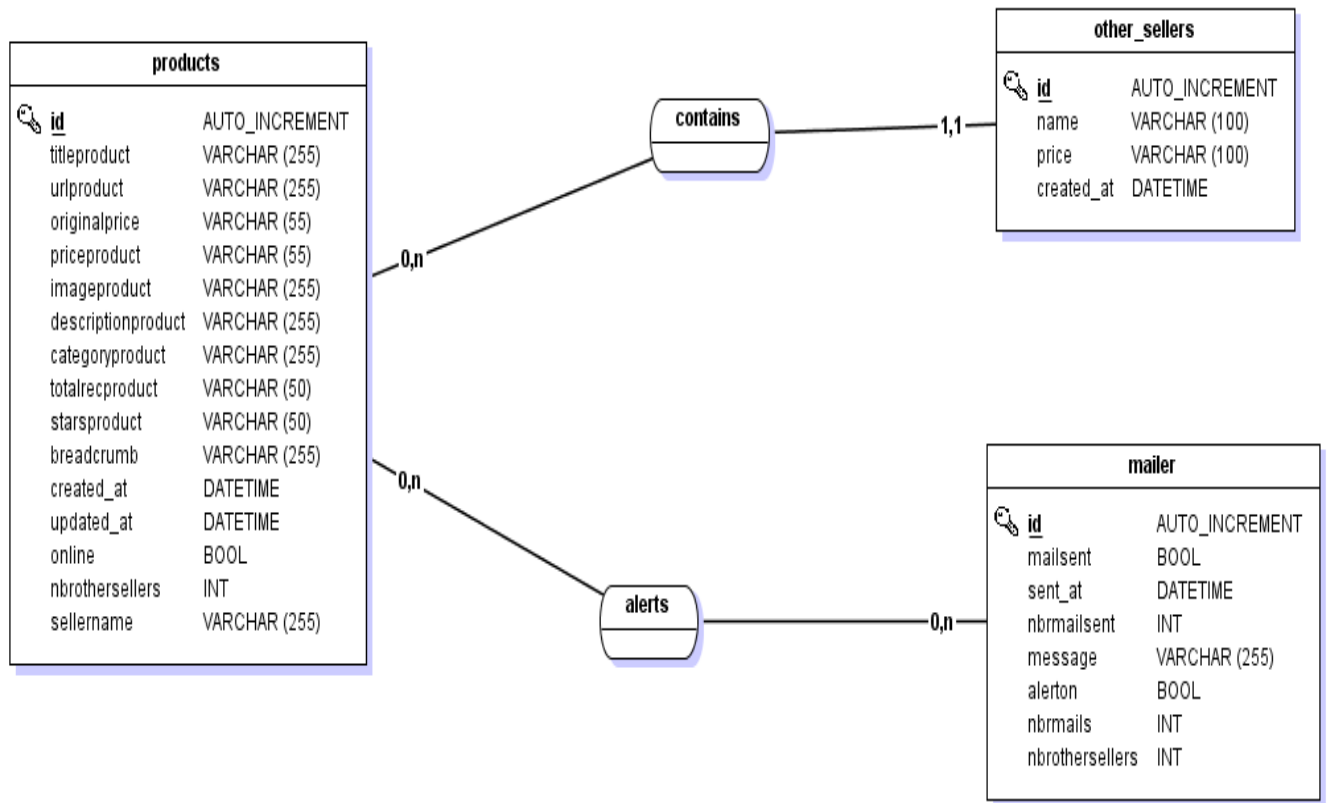 products
id AUTO_INCREMENT
titleproduct VARCHAR (255)
urlproduct VARCHAR (255)
originalprice VARCHAR (55)
priceproduct VARCHAR (55)
imageproduct VARCHAR (255)
descriptionproduct VARCHAR (255)
categoryproduct VARCHAR (255)
totalrecproduct VARCHAR (50)
starsproduct VARCHAR (50)
breadcrumb VARCHAR (255)
created_at DATETIME
updated_at DATETIME
online BOOL
nbrothersellers INT
sellername VARCHAR (255)
0,n
contains
1,1
other_sellers
id AUTO_INCREMENT
name VARCHAR (100)
price VARCHAR (100)
created_at DATETIME
0,n
alerts
0,n
mailer
id AUTO_INCREMENT
mailsent BOOL
sent_at DATETIME
nbrmailsent INT
message VARCHAR (255)
alerton BOOL
nbrmails INT
nbrothersellers INT